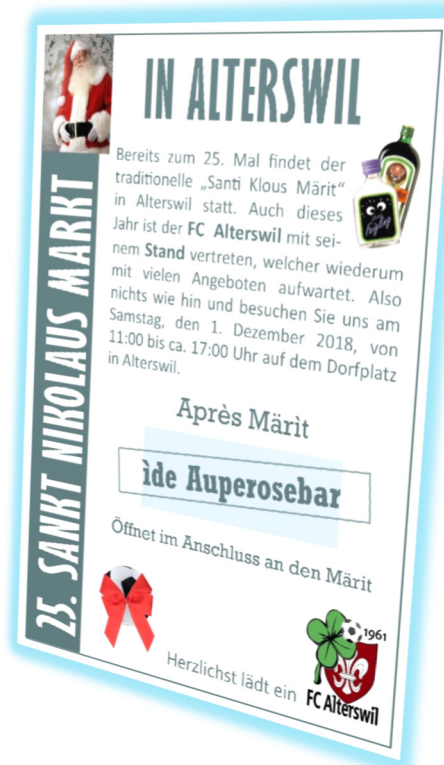 25. SANKT NIKOLAUS MARKT
IN ALTERSWIL
Bereits zum 25. Mal findet der
traditionelle „Santi Klous Märit“
in Alterswil statt. Auch dieses
Jahr ist der FC Alterswil mit sei-
nem Stand vertreten, welcher wiederum
mit vielen Angeboten aufwartet. Also
nichts wie hin und besuchen Sie uns am
Samstag, den 1. Dezember 2018, von
11:00 bis ca. 17:00 Uhr auf dem Dorfplatz
in Alterswil.
Après Märit
ìde Auperosebar
Öffnet im Anschluss an den Märit
Herzlichst lädt ein
1961
FC Alterswil